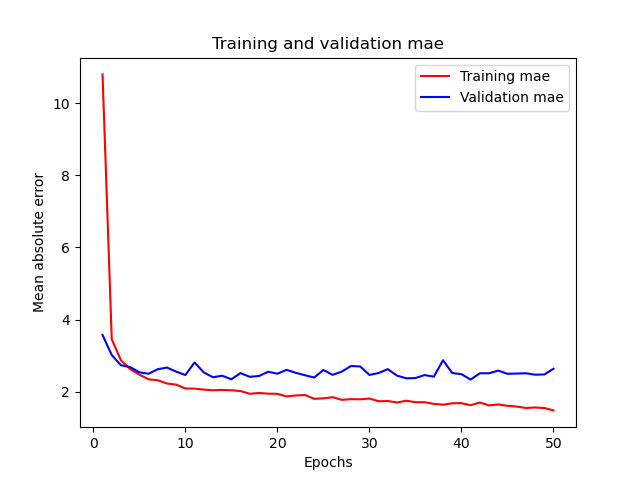 Training and validation mae
Training mae
Validation mae
Mean absolute error
10
8
6
4
2
0
10
20
30
40
50
Epochs